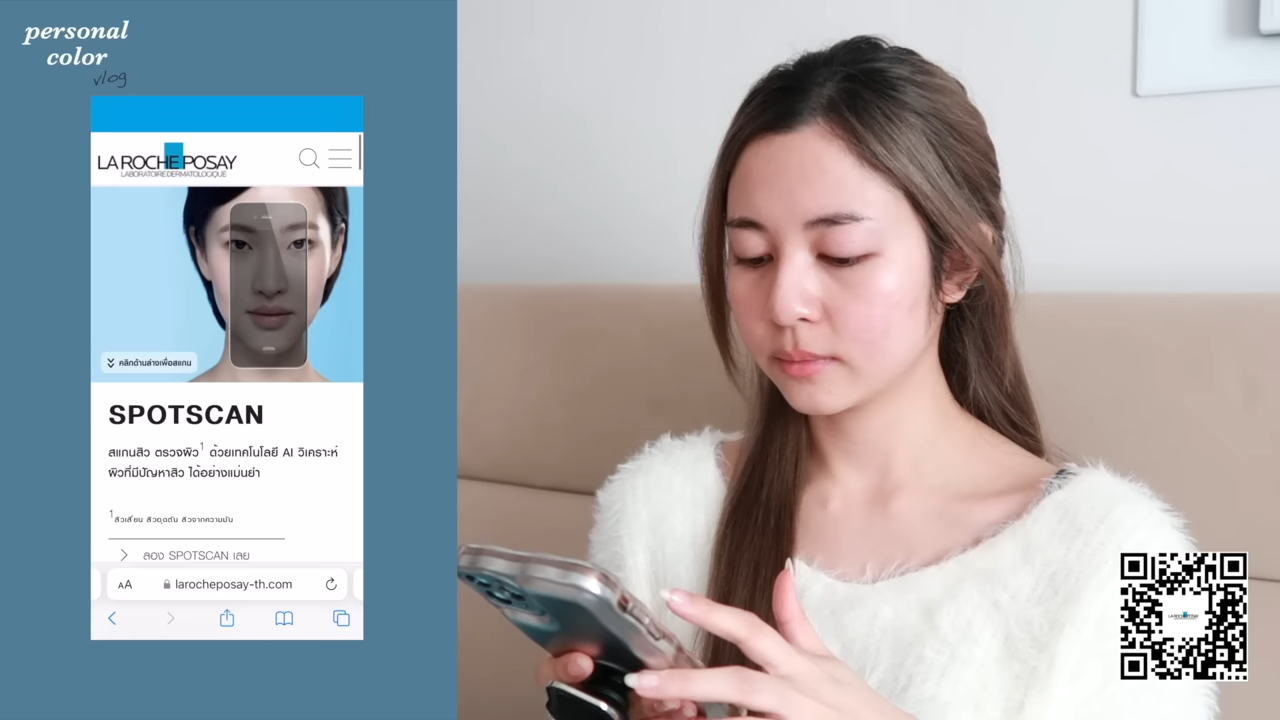 personal
color
vlog
LA ROCHE POSAY
LABORATOIRE DERMATOLOGIQUE
คลิกด้านล่างเพื่อสแกน
SPOTSCAN
สแกนสิว ตรวจผิว1 ด้วยเทคโนโลยี AI วิเคราะห์
ผิวที่มีปัญหาสิว ได้อย่างแม่นยำ
1สิวเสี้ยน สิวอุดตัน สิวจากความมัน
ลอง SPOTSCAN เลย
AA larocheposay-th.com
LA ROCHE POSAY